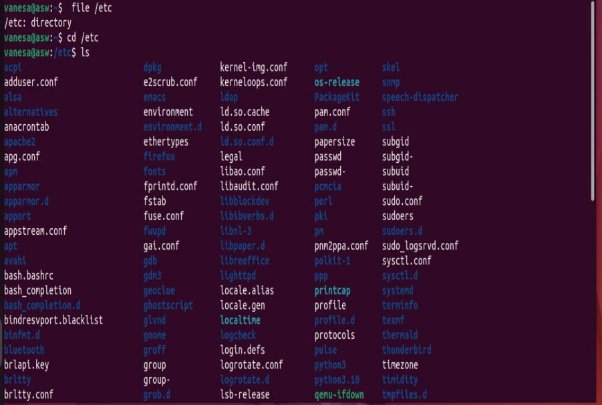 vanesa@asw:~$ file /etc
/etc: directory
vanesa@asw:~$ cd /etc
vanesa@asw:/etc$ ls
acpi dpkg kernel-img.conf opt skel
adduser.conf e2scrub.conf kerneloops.conf os-release snmp
alsa emacs ldap PackageKit speech-dispatcher
alternatives environment ld.so.cache pam.conf ssh
anacrontab environment.d ld.so.conf pam.d ssl
apache2 ethertypes ld.so.conf.d papersize subgid
apg.conf firefox legal passwd subgid-
apm fonts libao.conf passwd- subuid
apparmor fprintd.conf libaudit.conf pcmcia subuid-
apparmor.d fstab libblockdev perl sudo.conf
apport fuse.conf libibverbs.d pki sudoers
appstream.conf fwupd libnl-3 pm sudoers.d
apt gai.conf libpaper.d pnm2ppa.conf sudo_logsrvd.conf
avahi gdb libreoffice polkit-1 sysctl.conf
bash.bashrc gdm3 lighttpd ppp sysctl.d
bash_completion geoclue locale.alias printcap systemd
bash_completion.d ghostscript locale.gen profile terminfo
bindresvport.blacklist glvnd localtime profile.d texmf
binfmt.d gnome logcheck protocols thermald
bluetooth groff login.defs pulse thunderbird
brlapi.key group logrotate.conf python3 timezone
brltty group- logrotate.d python3.10 timidity
brltty.conf grub.d lsb-release qemu-ifdown tmpfiles.d